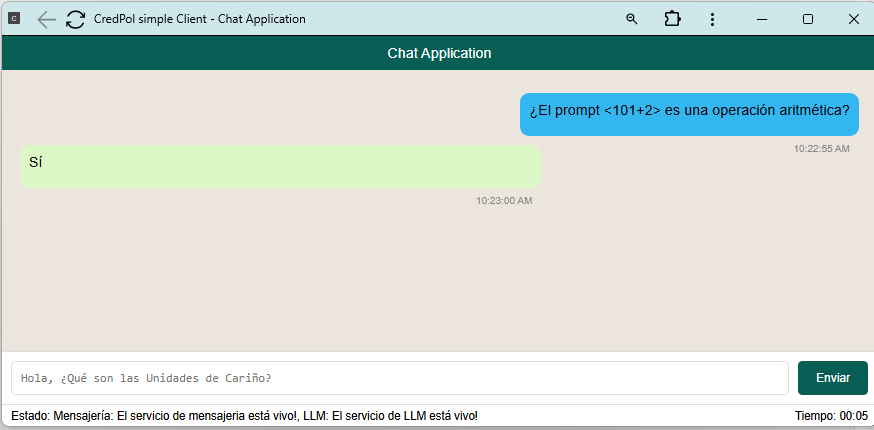 C
CredPol simple Client - Chat Application
Chat Application
¿El prompt <101+2> es una operación aritmética?
10:22:55 AM
Sí
10:23:00 AM
Hola, ¿Qué son las Unidades de Cariño?
Enviar
Estado: Mensajería: El servicio de mensajeria está vivo!, LLM: El servicio de LLM está vivo!
Tiempo: 00:05